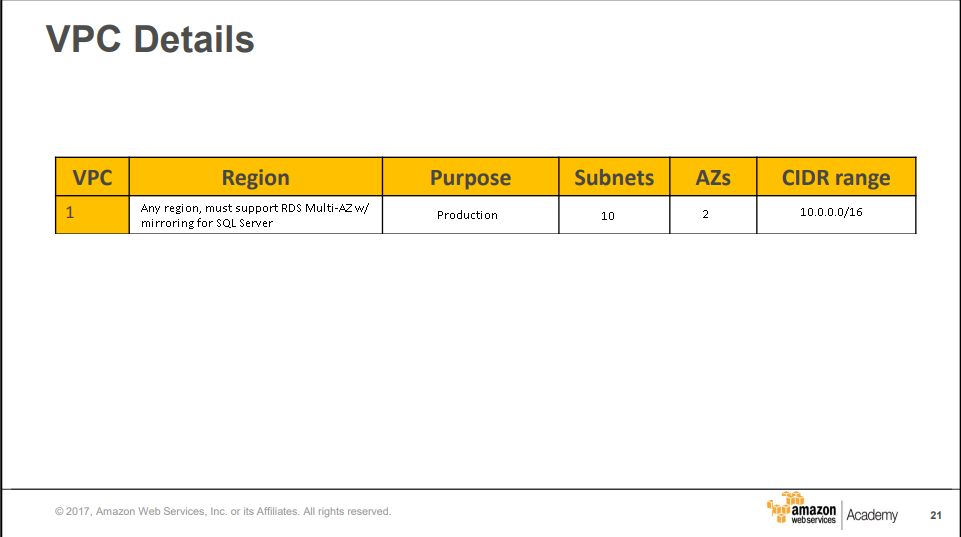 VPC Details
VPC Region Purpose Subnets AZs CIDR range
1 Any region, must support RDS Multi-AZ w/ Production 10 2 10.0.0.0/16
mirroring for SQL Server
© 2017, Amazon Web Services, Inc. or its Affiliates. All rights reserved.
amazon
webservices
Academy
21